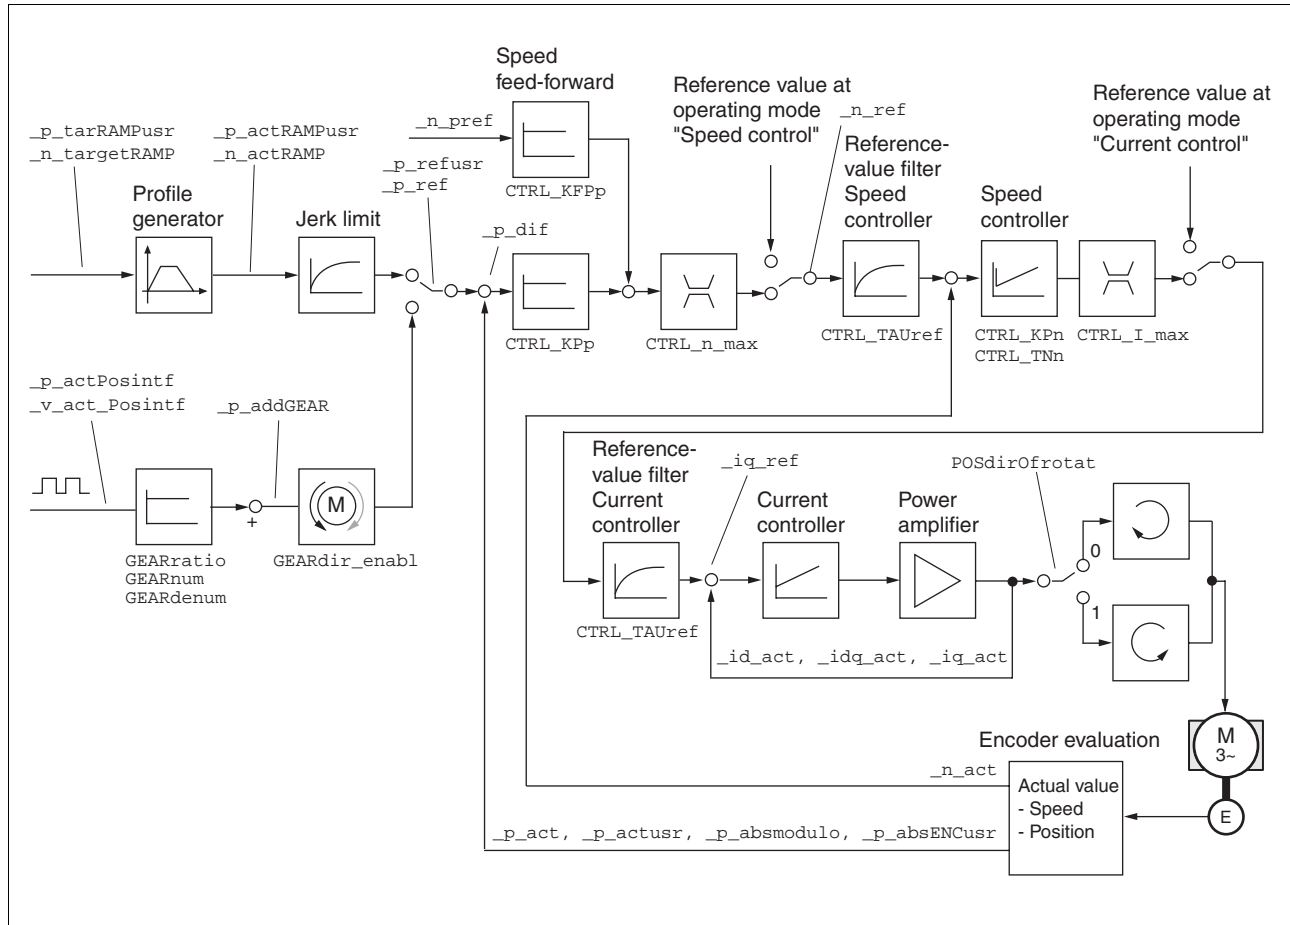 Speed
feed-forward
_n_pref
CTRL_KFPp
Reference value at
operating mode
"Speed control"
_n_ref
Reference value at
operating mode
"Current control"
_p_tarRAMPusr
_n_targetRAMP
_p_actRAMPusr
_n_actRAMP
_p_refusr
_p_ref
Profile
generator
Jerk limit
_p_dif
CTRL_KPp
CTRL_n_max
Reference-
value filter
Speed
controller
CTRL_TAUref
Speed
controller
CTRL_KPn
CTRL_TNn
CTRL_I_max
_p_actPosintf
_v_act_Posintf
_p_addGEAR
+
M
GEARratio
GEARnum
GEARdenum
GEARdir_enabl
Reference-
value filter
Current
controller
CTRL_TAUref
_iq_ref
Current
controller
Power
amplifier
POSdirOfrotat
0
1
_id_act, _idq_act, _iq_act
M
3~
E
Encoder evaluation
Actual value
- Speed
- Position
_n_act
_p_act, _p_actusr, _p_absmodulo, _p_absENCusr